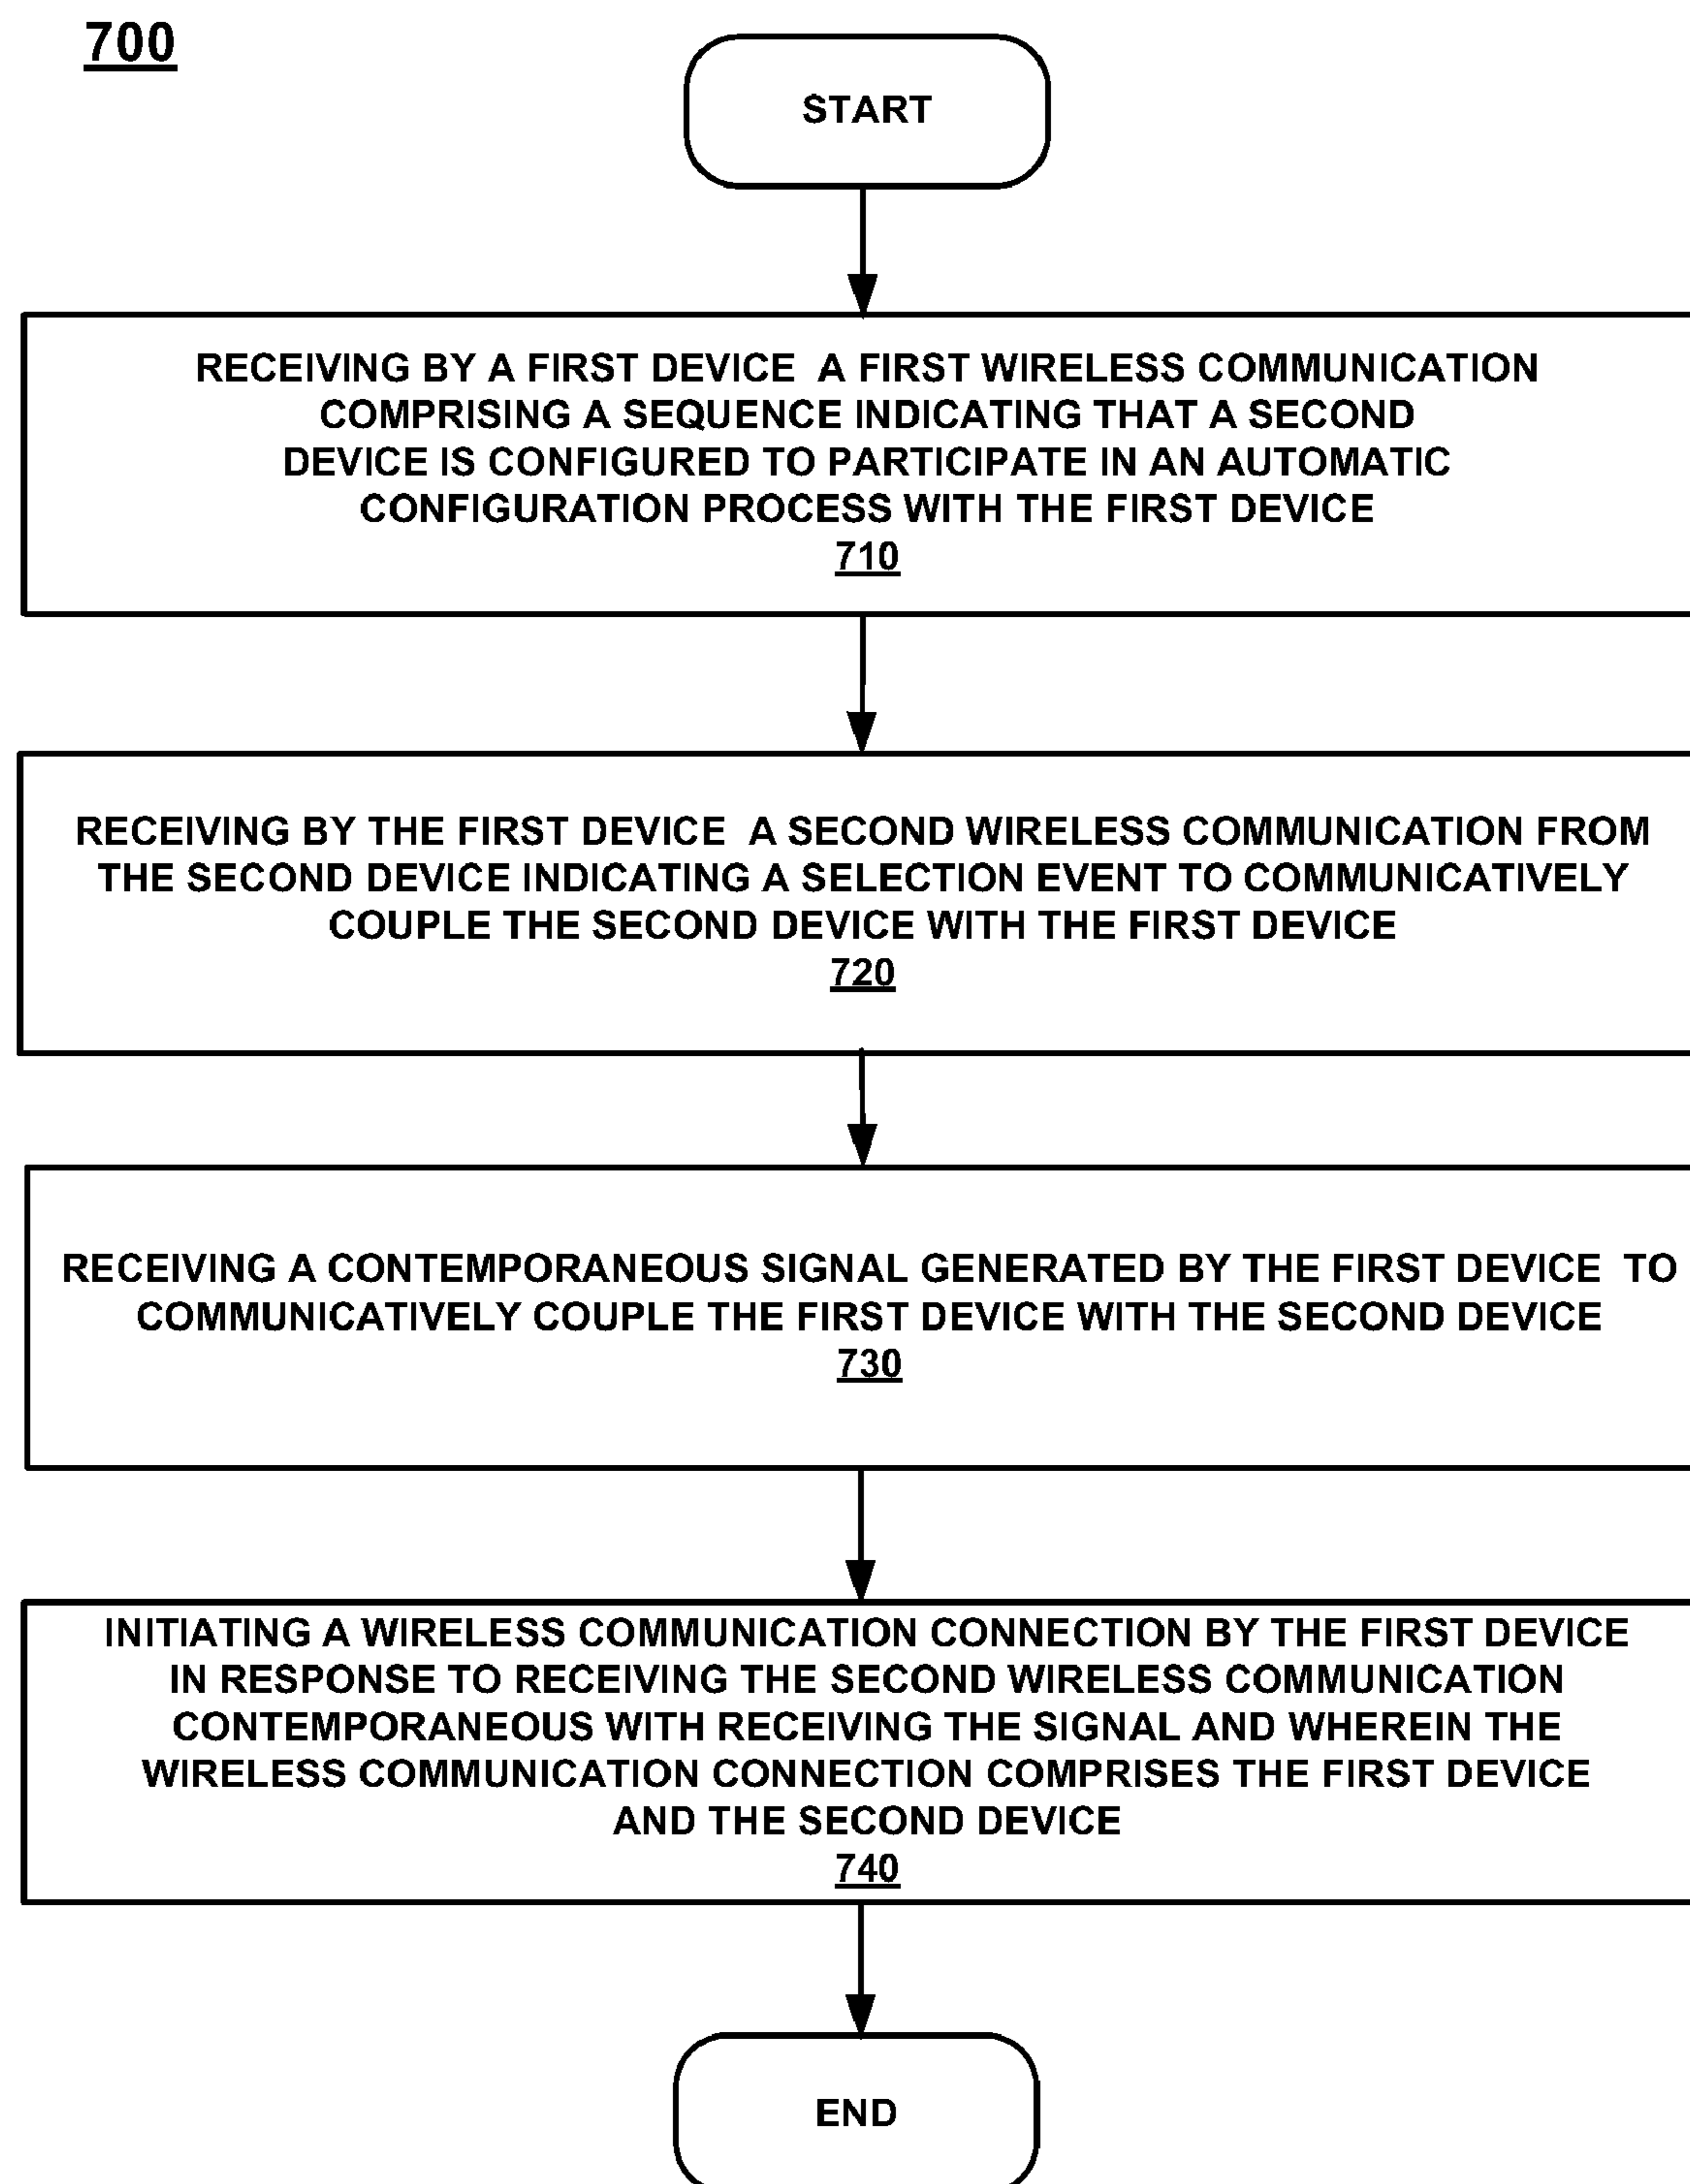 700
START
RECEIVING BY A FIRST DEVICE A FIRST WIRELESS COMMUNICATION
COMPRISING A SEQUENCE INDICATING THAT A SECOND
DEVICE IS CONFIGURED TO PARTICIPATE IN AN AUTOMATIC
CONFIGURATION PROCESS WITH THE FIRST DEVICE
710
RECEIVING BY THE FIRST DEVICE A SECOND WIRELESS COMMUNICATION FROM
THE SECOND DEVICE INDICATING A SELECTION EVENT TO COMMUNICATIVELY
COUPLE THE SECOND DEVICE WITH THE FIRST DEVICE
720
RECEIVING A CONTEMPORANEOUS SIGNAL GENERATED BY THE FIRST DEVICE TO
COMMUNICATIVELY COUPLE THE FIRST DEVICE WITH THE SECOND DEVICE
730
INITIATING A WIRELESS COMMUNICATION CONNECTION BY THE FIRST DEVICE
IN RESPONSE TO RECEIVING THE SECOND WIRELESS COMMUNICATION
CONTEMPORANEOUS WITH RECEIVING THE SIGNAL AND WHEREIN THE
WIRELESS COMMUNICATION CONNECTION COMPRISES THE FIRST DEVICE
AND THE SECOND DEVICE
740
END